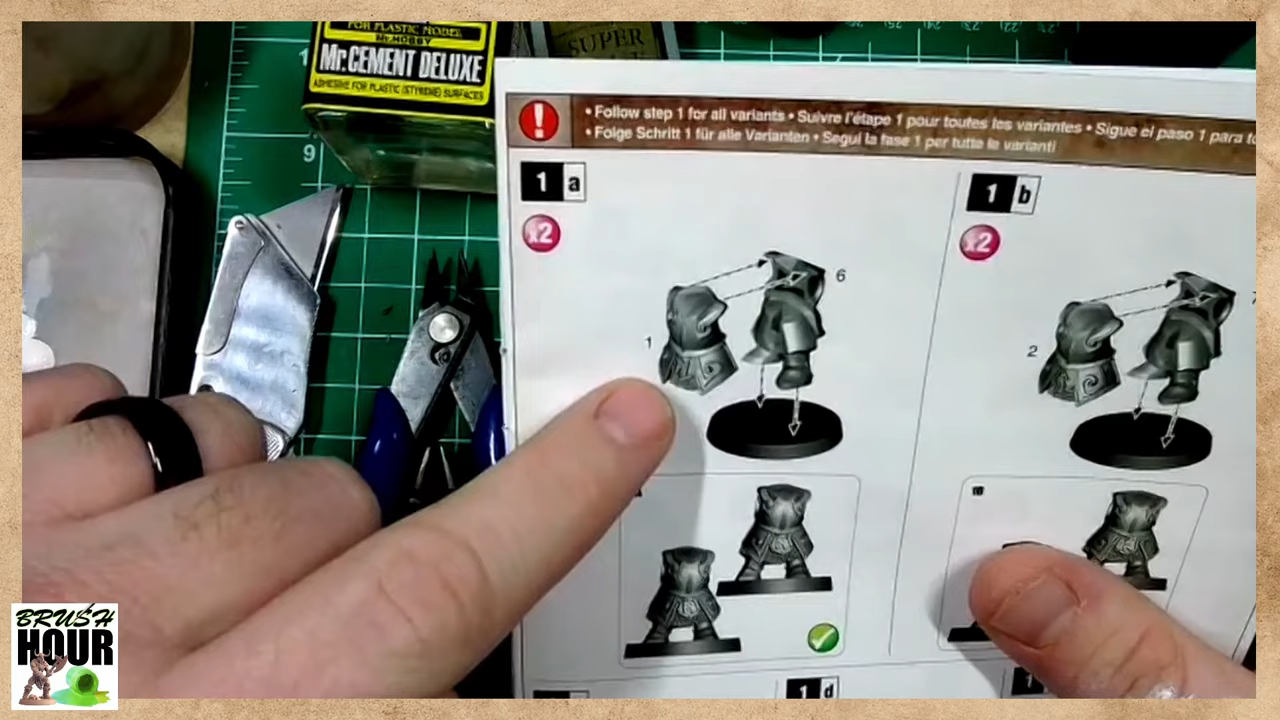 FOR PLASTIC MODEL
Mr.HOBBY
Mr.CEMENT DELUXE
ADHESIVE FOR PLASTIC (STYRENE) SURFACES
SUPER
9
! • Follow step 1 for all variants • Suivre l'étape 1 pour toutes les variantes • Sigue el paso 1 para
• Folge Schritt 1 für alle Varianten • Segui la fase 1 per tutte le varianti
1 a
x2
6
1
1 b
x2
2
1 d
BRUSH
HOUR